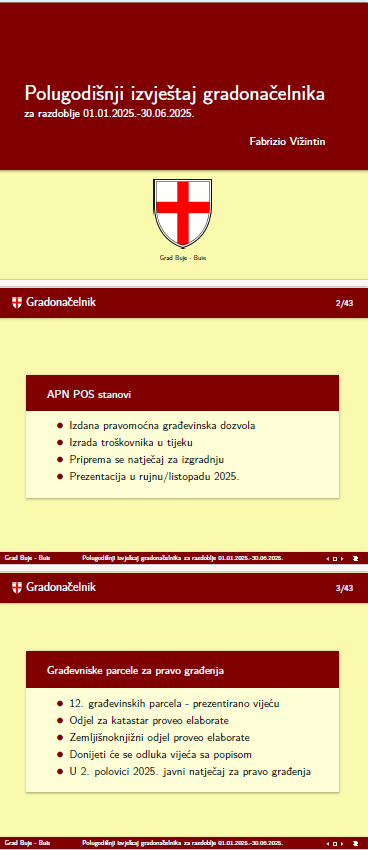 Polugodišnji izvještaj gradonačelnika
za razdoblje 01.01.2025.-30.06.2025.
Fabrizio Vižintin
Grad Buje - Buie
Gradonačelnik 2/43
APN POS stanovi
Izdana pravomoćna građevinska dozvola
Izrada troškovnika u tijeku
Priprema se natječaj za izgradnju
Prezentacija u rujnu/listopadu 2025.
Grad Buje - Buie Polugodišnji izvještaj gradonačelnika za razdoblje 01.01.2025.-30.06.2025.
Gradonačelnik 3/43
Građevniske parcele za pravo građenja
12. građevinskih parcela - prezentirano vijeću
Odjel za katastar proveo elaborate
Zemljišnoknjižni odjel proveo elaborate
Donijeti će se odluka vijeća sa popisom
U 2. polovici 2025. javni natječaj za pravo građenja
Grad Buje - Buie Polugodišnji izvještaj gradonačelnika za razdoblje 01.01.2025.-30.06.2025.